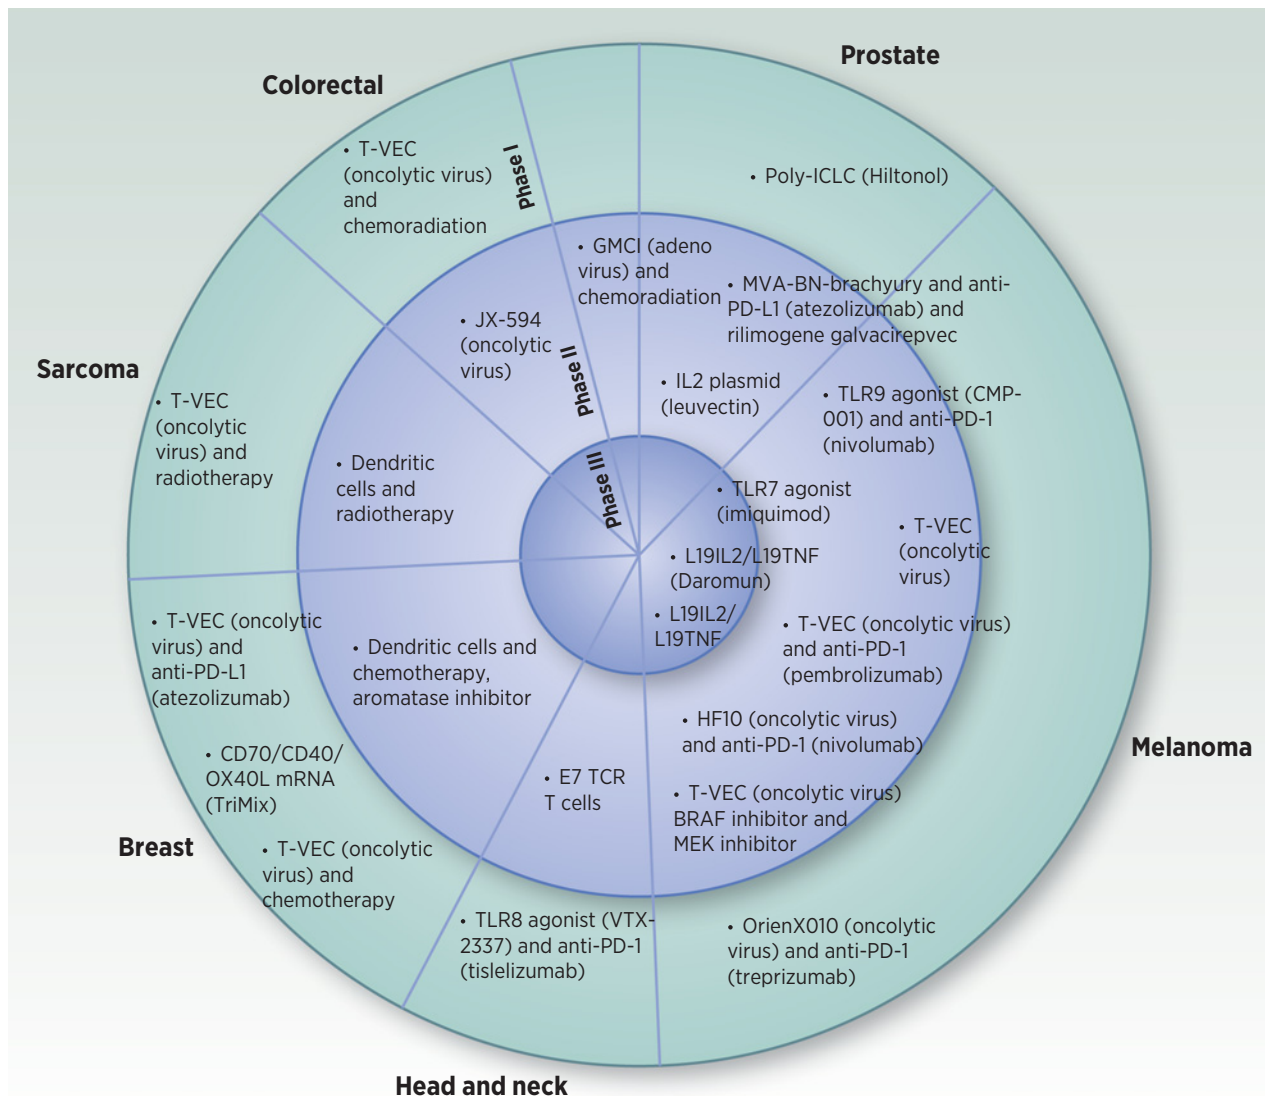 Prostate
Colorectal
• T-VEC
(oncolytic virus)
and
chemoradiation
Phase I
• Poly-ICLC (Hiltonol)
• GMCI (adeno
virus) and
chemoradiation
• MVA-BN-brachyury and anti-
PD-L1 (atezolizumab) and
rilimogene galvacirepvec
• JX-594
(oncolytic
virus)
Phase II
• IL2 plasmid
(leuvectin)
• TLR9 agonist (CMP-
001) and anti-PD-1
(nivolumab)
Sarcoma
• T-VEC
(oncolytic
virus) and
radiotherapy
• Dendritic
cells and
radiotherapy
Phase III
• TLR7 agonist
(imiquimod)
• T-VEC
(oncolytic
virus)
• L19IL2/L19TNF
(Daromun)
• L19IL2/
L19TNF
• T-VEC (oncolytic virus)
and anti-PD-1
(pembrolizumab)
• T-VEC (oncolytic
virus) and
anti-PD-L1
(atezolizumab)
• Dendritic cells and
chemotherapy,
aromatase inhibitor
• HF10 (oncolytic virus)
and anti-PD-1 (nivolumab)
Melanoma
• CD70/CD40/
OX40L mRNA
(TriMix)
• E7 TCR
T cells
• T-VEC (oncolytic virus)
BRAF inhibitor and
MEK inhibitor
Breast
• T-VEC (oncolytic
virus) and
chemotherapy
• TLR8 agonist (VTX-
2337) and anti-PD-1
(tislelizumab)
• OrienX010 (oncolytic
virus) and anti-PD-1
(treprizumab)
Head and neck